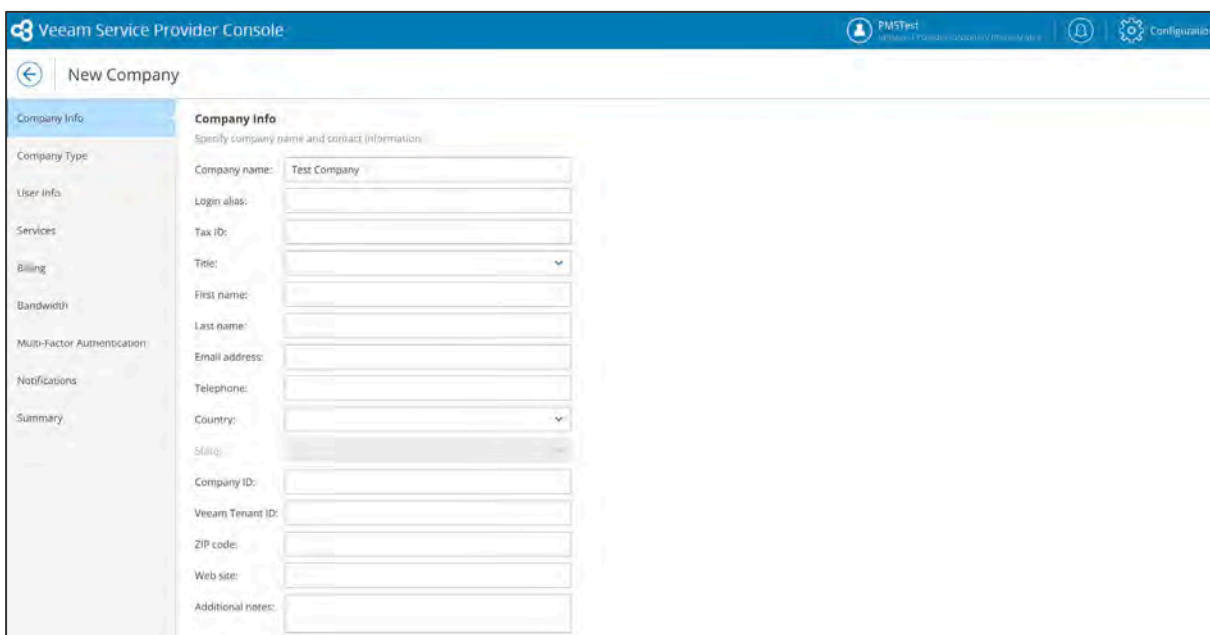 Veeam Service Provider Console
PMSTest
Configuration
New Company
Company Info
Company Type
User Info
Services
Billing
Bandwidth
Multi-Factor Authentication
Notifications
Summary
Company Info
Specify company name and contact information
Company name: Test Company
Login alias:
Tax ID:
Title:
First name:
Last name:
Email address:
Telephone:
Country:
State:
Company ID:
Veeam Tenant ID:
ZIP code:
Web site:
Additional notes: